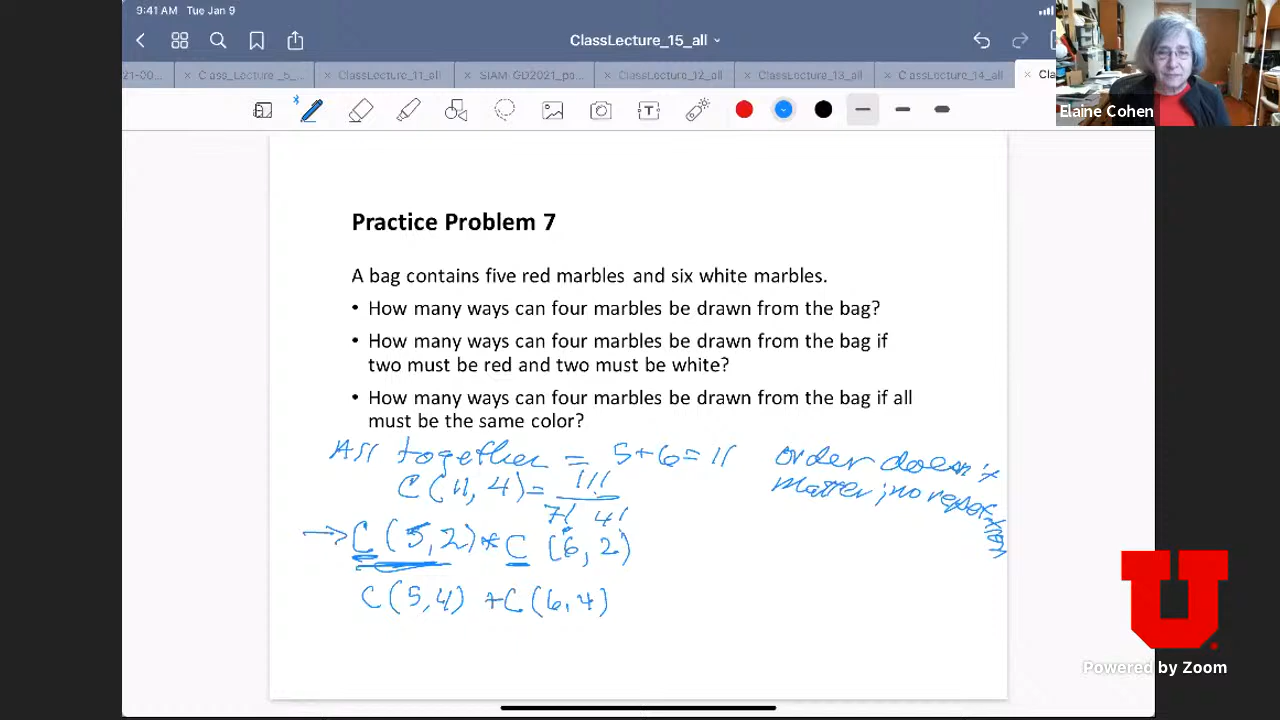 9:41 AM Tue Jan 9
ClassLecture_15_all
21-00...
Class_Lecture_5_...
ClassLecture_11_all
SIAM-GD2021_pa...
ClassLecture_12_all
ClassLecture_13_all
ClassLecture_14_all
Cla
T
Elaine Cohen
Practice Problem 7
A bag contains five red marbles and six white marbles.
• How many ways can four marbles be drawn from the bag?
• How many ways can four marbles be drawn from the bag if
two must be red and two must be white?
• How many ways can four marbles be drawn from the bag if all
must be the same color?
All together = 5+6=11
order doesn't
matter; no repetition
C(11,4)= 11!
7! 4!
→ C(5,2)*C(6,2)
C(5,4)+C(6,4)
U
Powered by Zoom